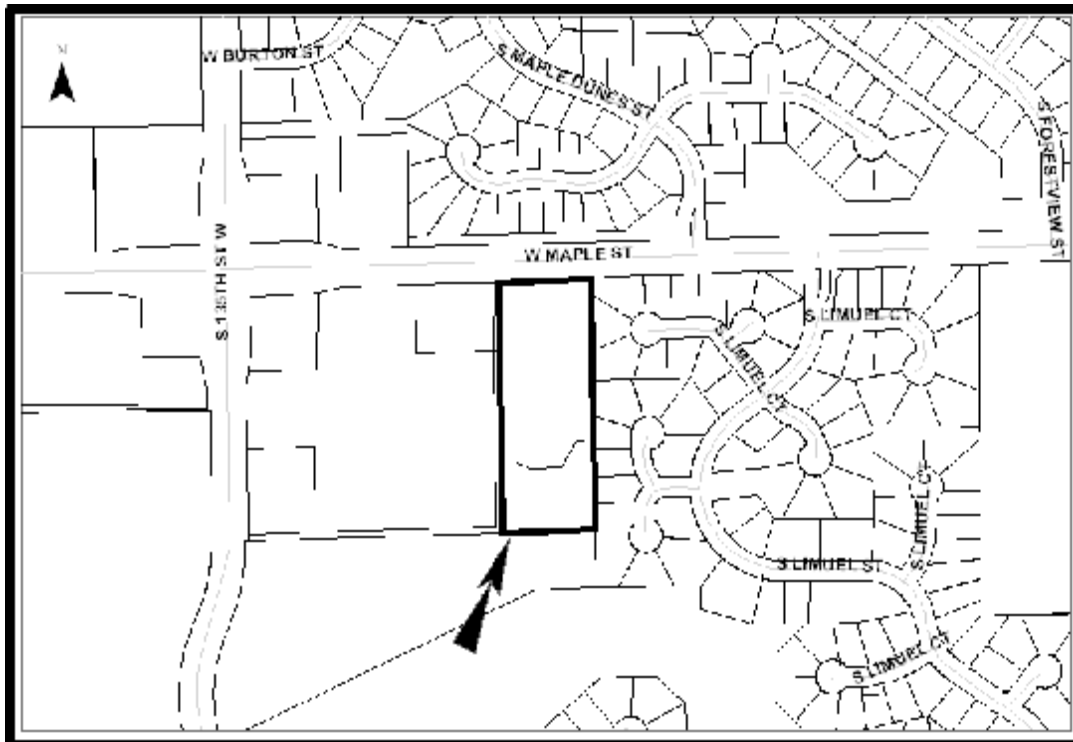 W BURTON ST
S MAPLE DUNES ST
S FORESTVIEW ST
N
W MAPLE ST
S 135TH ST W
S LIMUEL CT
S LIMUEL CT
S LIMUEL CT
S LIMUEL ST
S LIMUEL CT